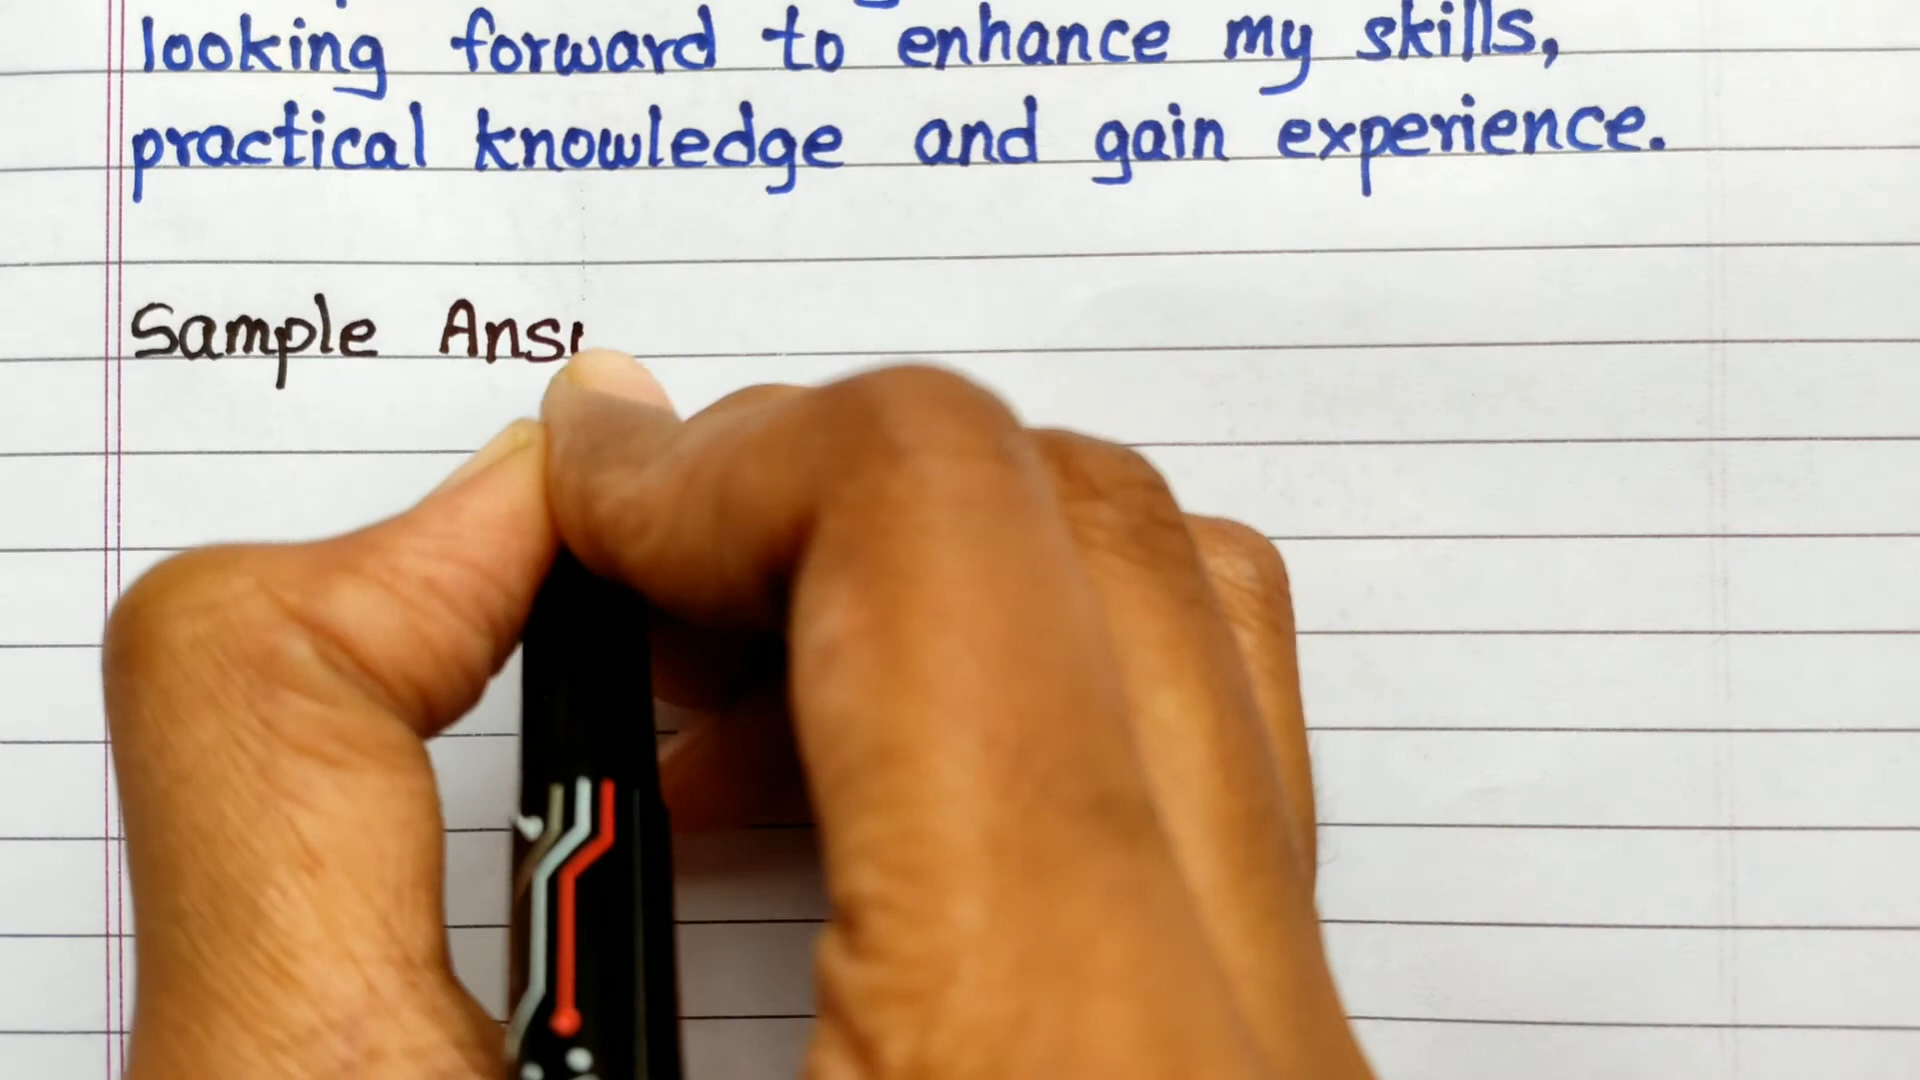 looking forward to enhance my skills,
practical knowledge and gain experience.
Sample Ans